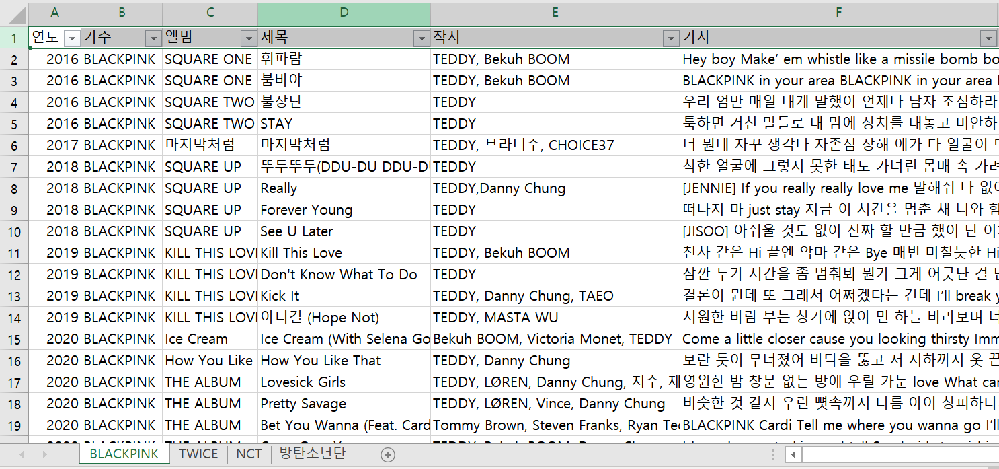 A B C D E F
1 연도 가수 앨범 제목 작사 가사
2 2016 BLACKPINK SQUARE ONE 휘파람 TEDDY, Bekuh BOOM Hey boy Make’ em whistle like a missile bomb bo
3 2016 BLACKPINK SQUARE ONE 붐바야 TEDDY, Bekuh BOOM BLACKPINK in your area BLACKPINK in your area
4 2016 BLACKPINK SQUARE TWO 불장난 TEDDY 우리 엄만 매일 내게 말했어 언제나 남자 조심하라
5 2016 BLACKPINK SQUARE TWO STAY TEDDY 툭하면 거친 말들로 내 맘에 상처를 내놓고 미안하
6 2017 BLACKPINK 마지막처럼 마지막처럼 TEDDY, 브라더수, CHOICE37 너 뭔데 자꾸 생각나 자존심 상해 애가 타 얼굴이
7 2018 BLACKPINK SQUARE UP 뚜두뚜두(DDU-DU DDU-DU TEDDY 착한 얼굴에 그렇지 못한 태도 가녀린 몸매 속 가려
8 2018 BLACKPINK SQUARE UP Really TEDDY,Danny Chung [JENNIE] If you really really love me 말해줘 나 없이
9 2018 BLACKPINK SQUARE UP Forever Young TEDDY 떠나지 마 just stay 지금 이 시간을 멈춘 채 너와 함
10 2018 BLACKPINK SQUARE UP See U Later TEDDY [JISOO] 아쉬울 것도 없어 진짜 할 만큼 했어 난
11 2019 BLACKPINK KILL THIS LOVE Kill This Love TEDDY, Bekuh BOOM 천사 같은 Hi 끝엔 악마 같은 Bye 매번 미칠듯한 Hi
12 2019 BLACKPINK KILL THIS LOVE Don't Know What To Do TEDDY 잠깐 누가 시간을 좀 멈춰봐 뭔가 크게 어긋난 걸
13 2019 BLACKPINK KILL THIS LOVE Kick It TEDDY, Danny Chung, TAEO 결론이 뭔데 또 그래서 어쩌겠다는 건데 I’ll break
14 2019 BLACKPINK KILL THIS LOVE 아니길 (Hope Not) TEDDY, MASTA WU 시원한 바람 부는 창가에 앉아 먼 하늘 바라보며
15 2020 BLACKPINK Ice Cream Ice Cream (With Selena Go Bekuh BOOM, Victoria Monet, TEDDY Come a little closer cause you looking thirsty Imm
16 2020 BLACKPINK How You Like How You Like That TEDDY, Danny Chung 보란 듯이 무너졌어 바닥을 뚫고 저 지하까지 옷 끝
17 2020 BLACKPINK THE ALBUM Lovesick Girls TEDDY, LØREN, Danny Chung, 지수, 제 영원한 밤 창문 없는 방에 우릴 가둔 love What can
18 2020 BLACKPINK THE ALBUM Pretty Savage TEDDY, LØREN, Vince, Danny Chung 비슷한 것 같지 우린 뼛속까지 다름 아이 창피하다
19 2020 BLACKPINK THE ALBUM Bet You Wanna (Feat. Card Tommy Brown, Steven Franks, Ryan Te BLACKPINK Cardi Tell me where you wanna go I’ll
BLACKPINK TWICE NCT 방탄소년단